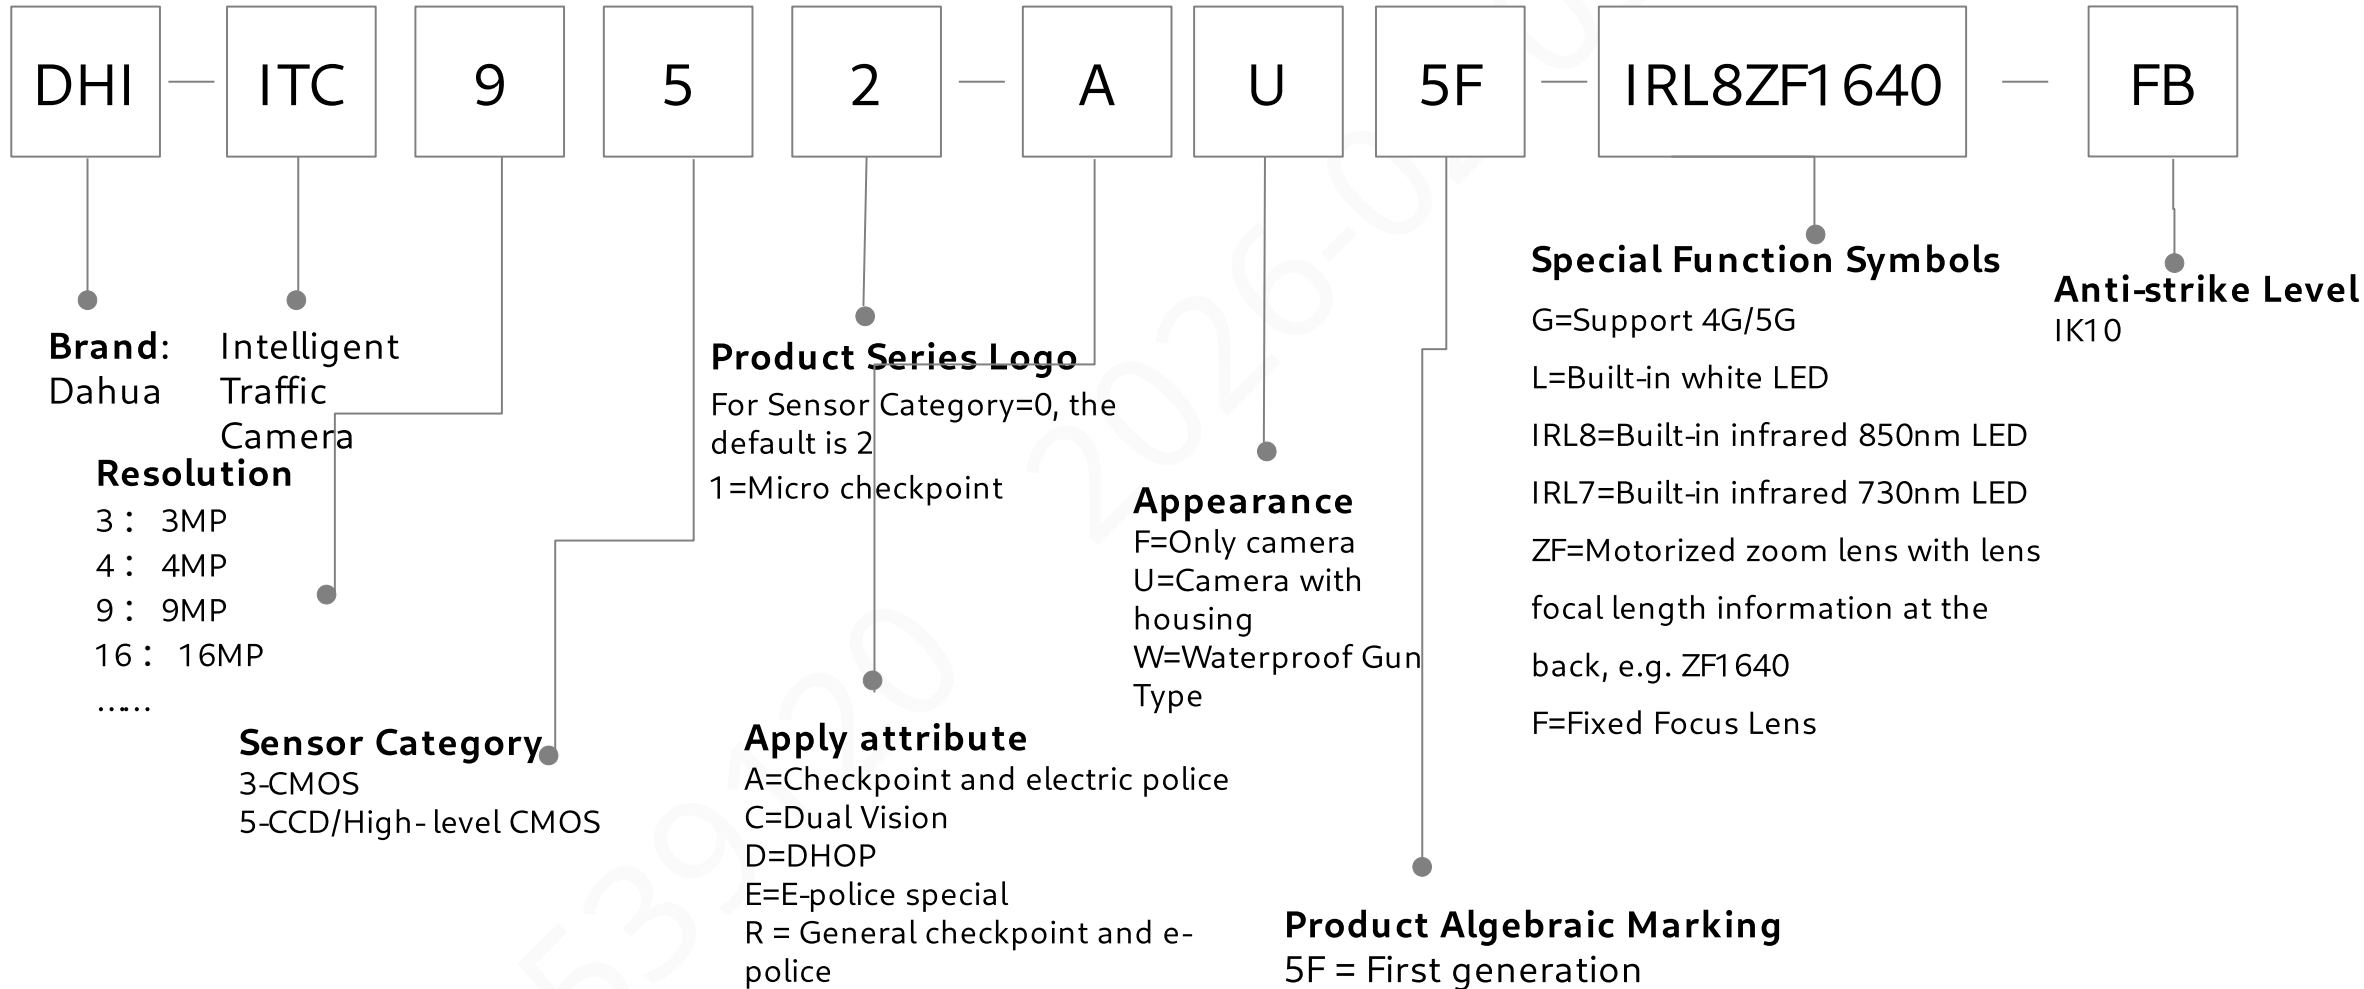 DHI — ITC 9 5 2 — A U 5F — IRL8ZF1640 — FB
Brand:
Dahua
Intelligent
Traffic
Camera
Resolution
3： 3MP
4： 4MP
9： 9MP
16： 16MP
……
Sensor Category
3-CMOS
5-CCD/High-level CMOS
Product Series Logo
For Sensor Category=0, the
default is 2
1=Micro checkpoint
Apply attribute
A=Checkpoint and electric police
C=Dual Vision
D=DHOP
E=E-police special
R = General checkpoint and e-
police
Appearance
F=Only camera
U=Camera with
housing
W=Waterproof Gun
Type
Product Algebraic Marking
5F = First generation
Special Function Symbols
G=Support 4G/5G
L=Built-in white LED
IRL8=Built-in infrared 850nm LED
IRL7=Built-in infrared 730nm LED
ZF=Motorized zoom lens with lens
focal length information at the
back, e.g. ZF1640
F=Fixed Focus Lens
Anti-strike Level
IK10